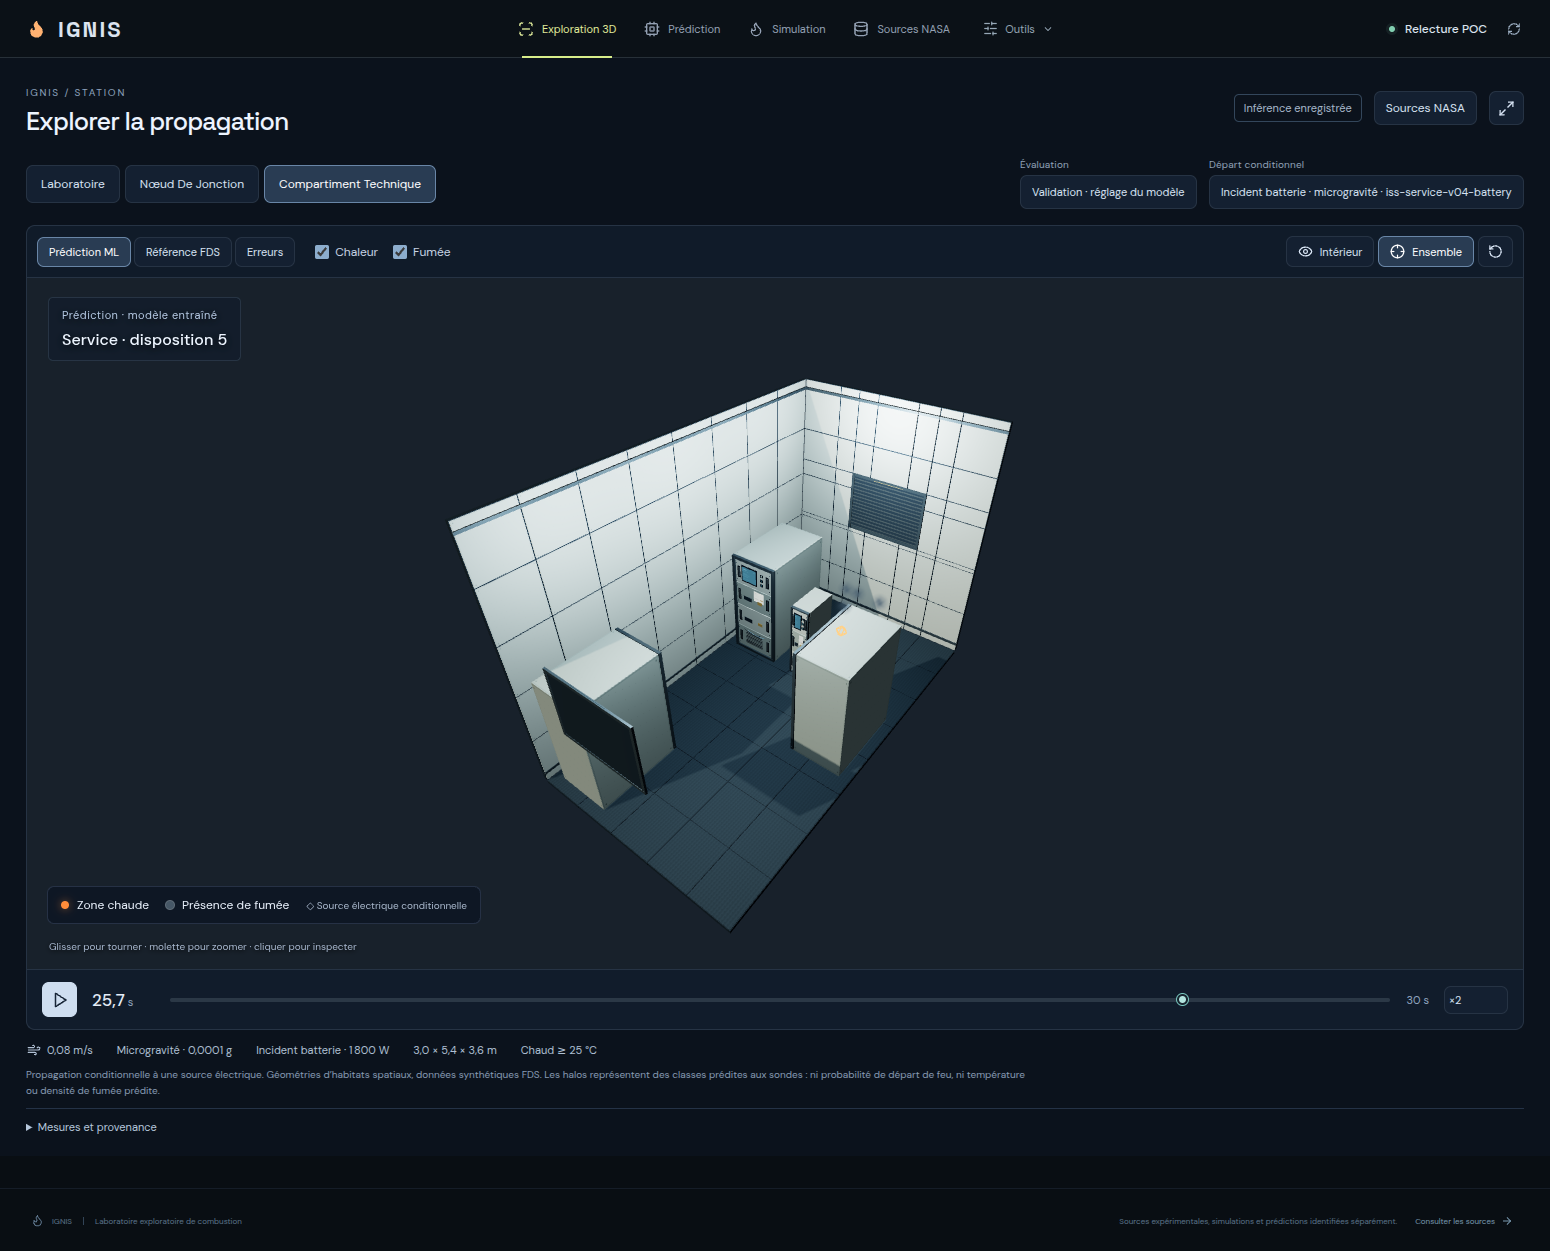 IGNIS
Exploration 3D
Prédiction
Simulation
Sources NASA
Outils
Relecture POC
IGNIS / STATION
Explorer la propagation
Inférence enregistrée
Sources NASA
Laboratoire
Nœud De Jonction
Compartiment Technique
Évaluation
Validation · réglage du modèle
Départ conditionnel
Incident batterie · microgravité · iss-service-v04-battery
Prédiction ML
Référence FDS
Erreurs
Chaleur
Fumée
Intérieur
Ensemble
Prédiction · modèle entraîné
Service · disposition 5
Zone chaude
Présence de fumée
◇ Source électrique conditionnelle
Glisser pour tourner · molette pour zoomer · cliquer pour inspecter
25,7 s
30 s
×2
0,08 m/s
Microgravité · 0,0001 g
Incident batterie · 1 800 W
3,0 × 5,4 × 3,6 m
Chaud ≥ 25 °C
Propagation conditionnelle à une source électrique. Géométries d'habitats spatiaux, données synthétiques FDS. Les halos représentent des classes prédites aux sondes : ni probabilité de départ de feu, ni température
ou densité de fumée prédite.
Mesures et provenance
IGNIS | Laboratoire exploratoire de combustion
Sources expérimentales, simulations et prédictions identifiées séparément.
Consulter les sources